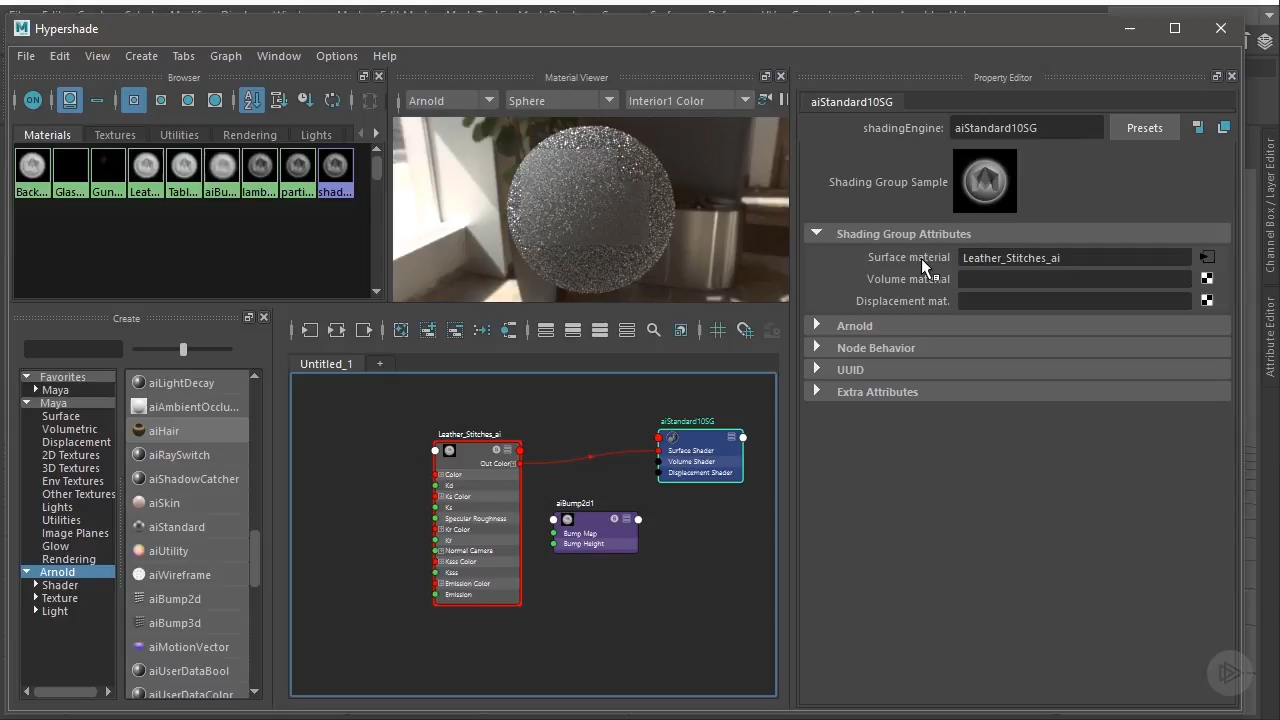 Hypershade
File Edit View Create Tabs Graph Window Options Help
Browser
Material Viewer
Property Editor
ON
Arnold
Sphere
Interior1 Color
aiStandard10SG
Materials Textures Utilities Rendering Lights
shadingEngine: aiStandard10SG
Presets
Back... Glas... Gun... Leat... Tabl... aiBu... lamb... parti... shad...
Shading Group Sample
Shading Group Attributes
Surface material Leather_Stitches_ai
Volume material
Displacement mat.
Arnold
Node Behavior
UUID
Extra Attributes
Channel Box / Layer Editor
Attribute Editor
Create
Untitled_1 +
Favorites
Maya
Maya
Surface
Volumetric
Displacement
2D Textures
3D Textures
Env Textures
Other Textures
Lights
Utilities
Image Planes
Glow
Rendering
Arnold
Shader
Texture
Light
aiLightDecay
aiAmbientOcclu...
aiHair
aiRaySwitch
aiShadowCatcher
aiSkin
aiStandard
aiUtility
aiWireframe
aiBump2d
aiBump3d
aiMotionVector
aiUserDataBool
aiUserDataColor
Leather_Stitches_ai
Out Color
Color
Kd
Ks Color
Ks
Specular Roughness
Kr Color
Kr
Normal Camera
Ksss Color
Ksss
Emission Color
Emission
aiBump2d1
Bump Map
Bump Height
aiStandard10SG
Surface Shader
Volume Shader
Displacement Shader